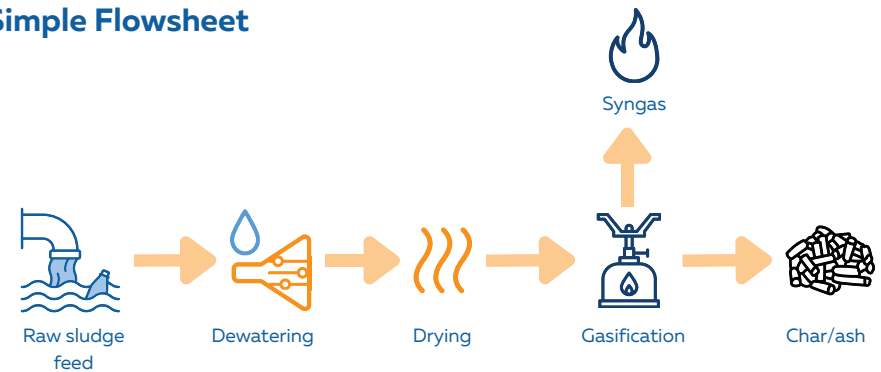 Simple Flowsheet
Syngas
Raw sludge
feed
Dewatering
Drying
Gasification
Char/ash